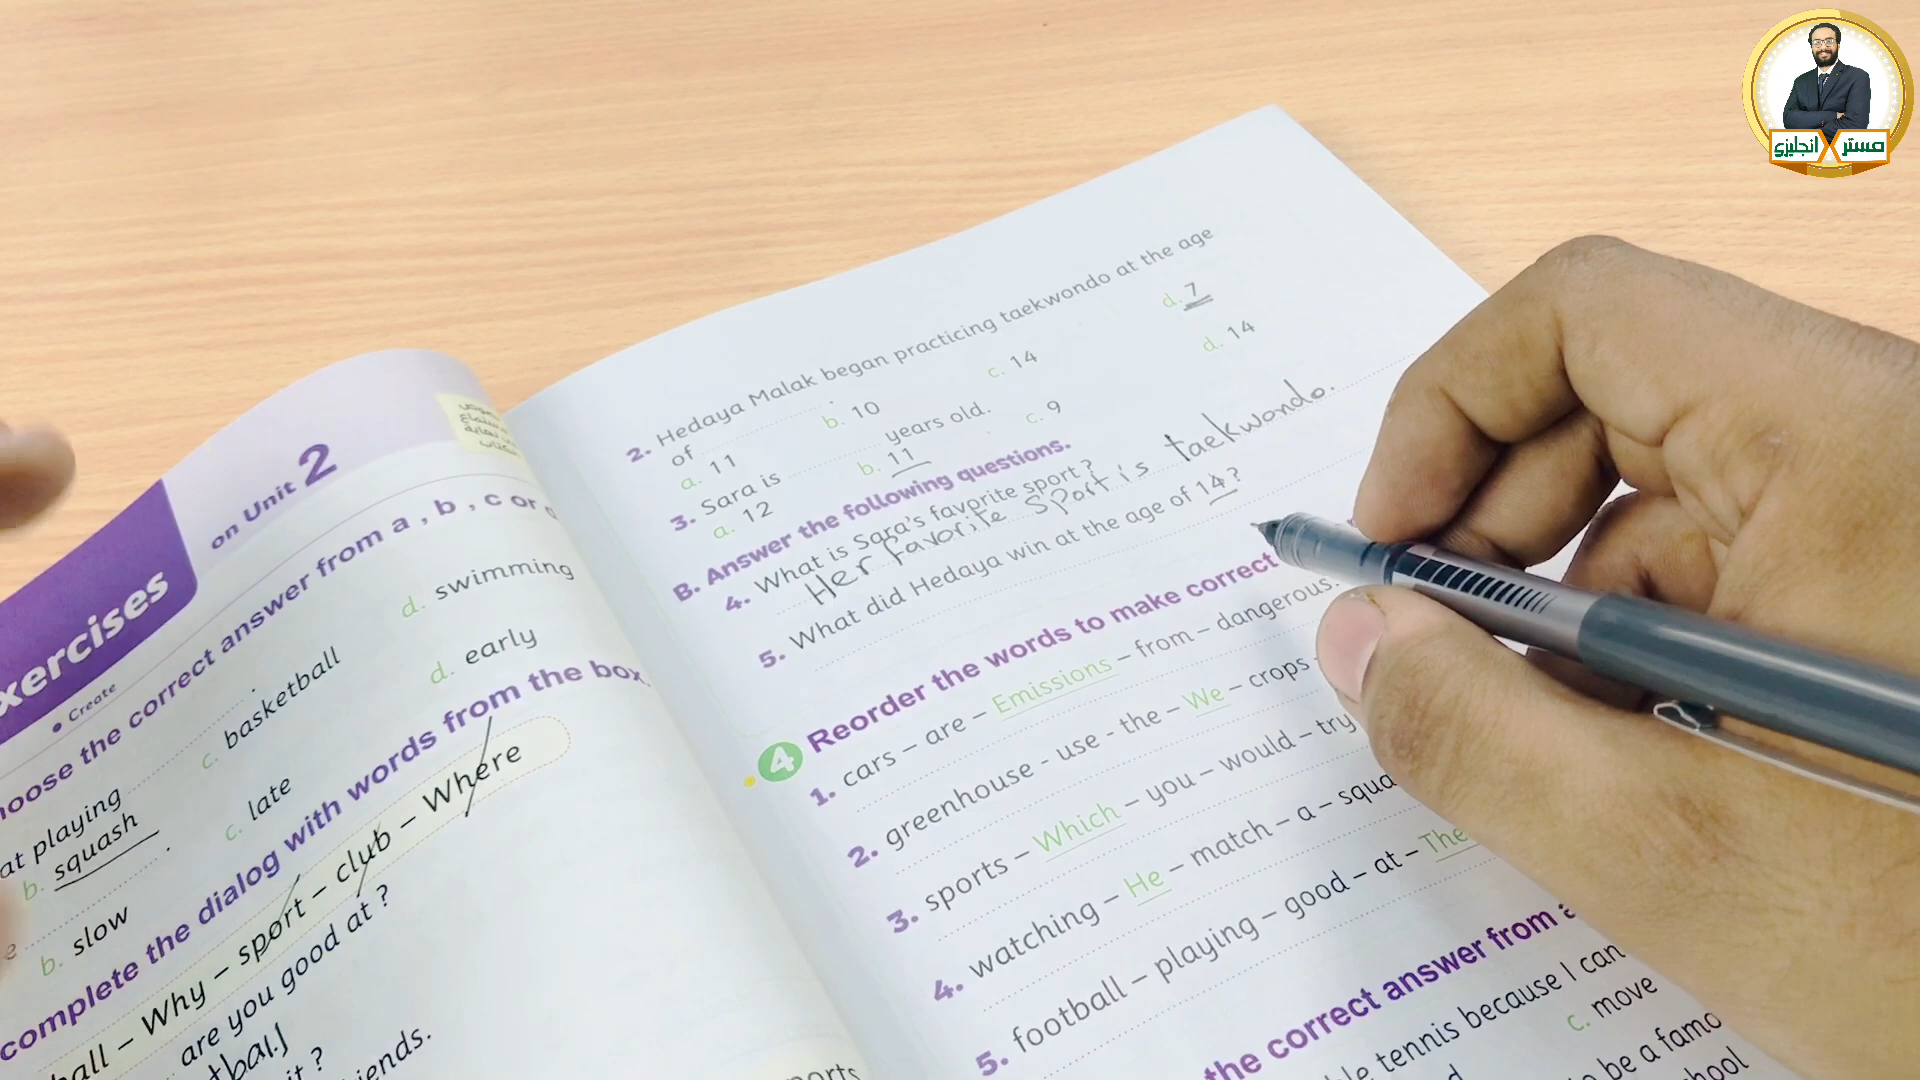 مستر X انجليزي
Exercises
on Unit 2
• Create
choose the correct answer from a , b , c or d
at playing
b. squash
c. basketball
d. swimming
b. slow
c. late
d. early
complete the dialog with words from the box.
ball – Why – sport – club – Where
are you good at ?
it ?
friends.
2. Hedaya Malak began practicing taekwondo at the age
of
a. 11
b. 10
c. 14
d. 7
3. Sara is years old.
a. 12
b. 11
c. 9
d. 14
B. Answer the following questions.
4. What is Sara's favorite sport?
Her favorite sport is taekwondo.
5. What did Hedaya win at the age of 14?
4 Reorder the words to make correct
1. cars – are – Emissions – from – dangerous.
2. greenhouse - use - the – We – crops
3. sports – Which – you – would – try
4. watching – He – match – a – squa
5. football – playing – good – at – The
the correct answer from a
tennis because I can
c. move
be a famo